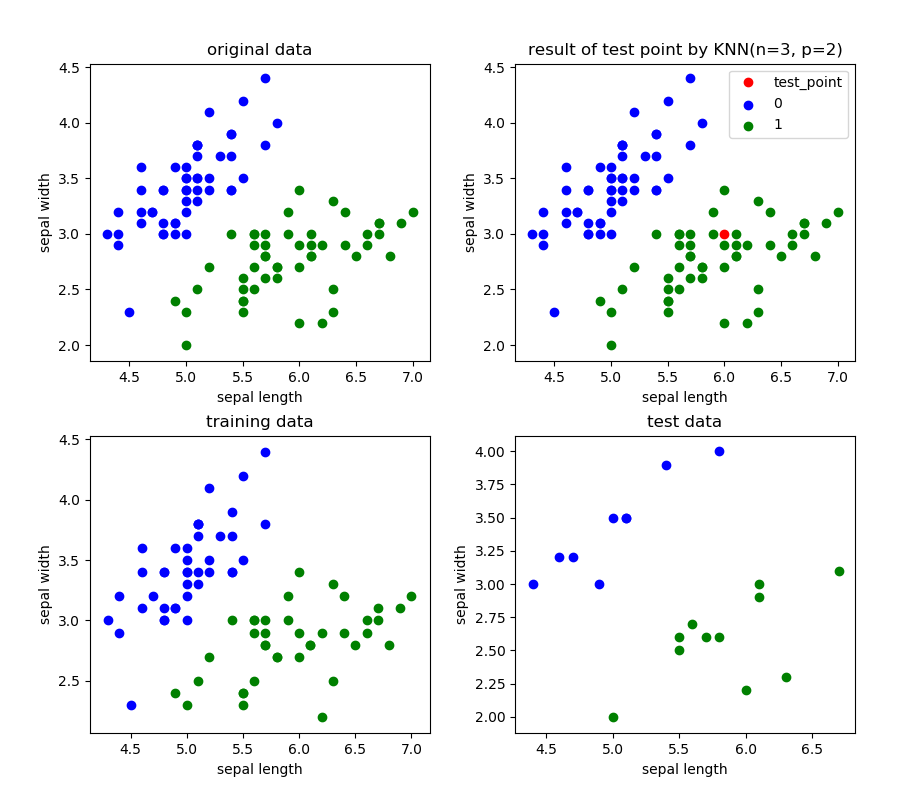 original data
4.5
4.0
3.5
3.0
2.5
2.0
sepal width
4.5 5.0 5.5 6.0 6.5 7.0
sepal length
result of test point by KNN(n=3, p=2)
test_point
0
1
4.5
4.0
3.5
3.0
2.5
2.0
sepal width
4.5 5.0 5.5 6.0 6.5 7.0
sepal length
training data
4.5
4.0
3.5
3.0
2.5
sepal width
4.5 5.0 5.5 6.0 6.5 7.0
sepal length
test data
4.00
3.75
3.50
3.25
3.00
2.75
2.50
2.25
2.00
sepal width
4.5 5.0 5.5 6.0 6.5
sepal length